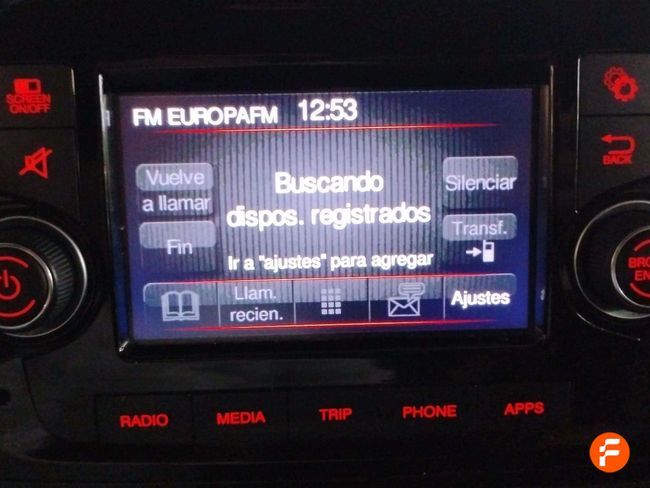 SCREEN
ON/OFF
FM EUROPAFM 12:53
BACK
Vuelve
a llamar
Buscando
dispos. registrados
Silenciar
Fin
Transf.
Ir a "ajustes" para agregar
Llam.
recien.
Ajustes
RADIO MEDIA TRIP PHONE APPS